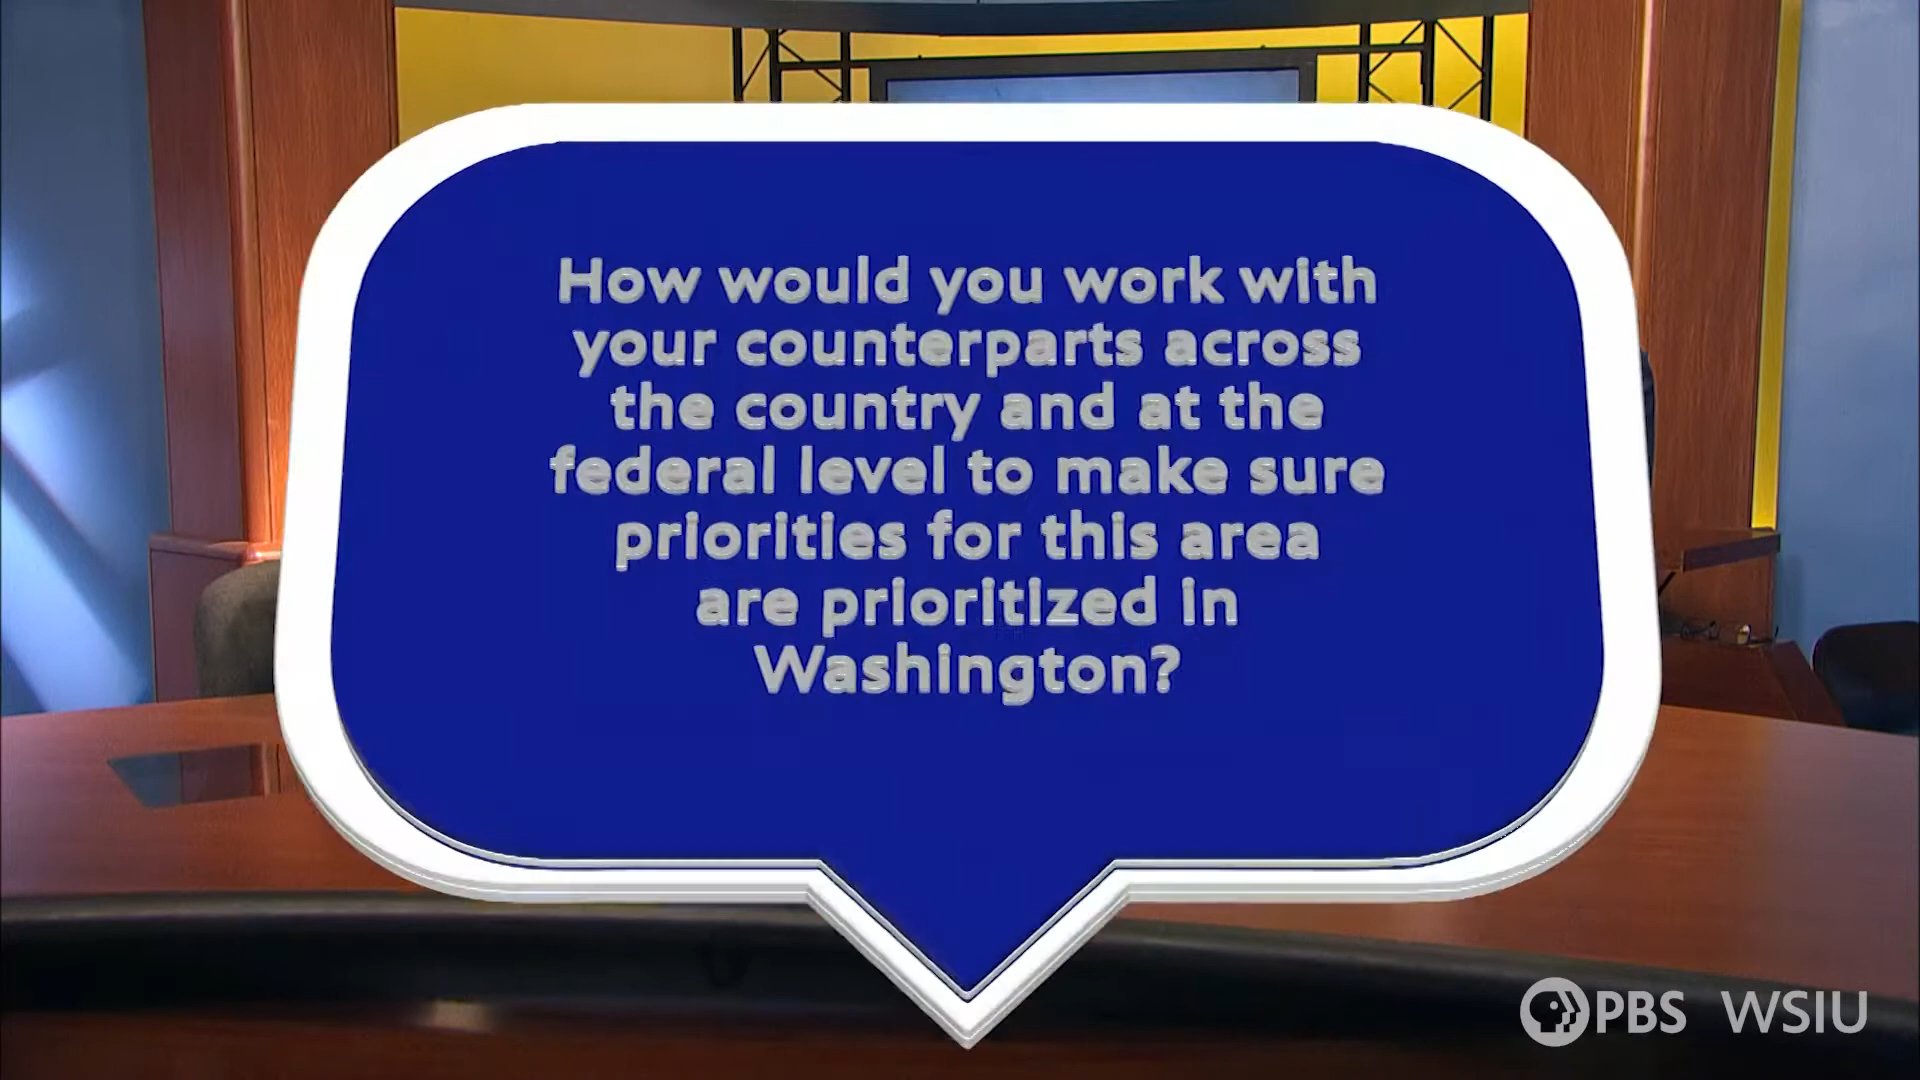 How would you work with
your counterparts across
the country and at the
federal level to make sure
priorities for this area
are prioritized in
Washington?
PBS WSIU